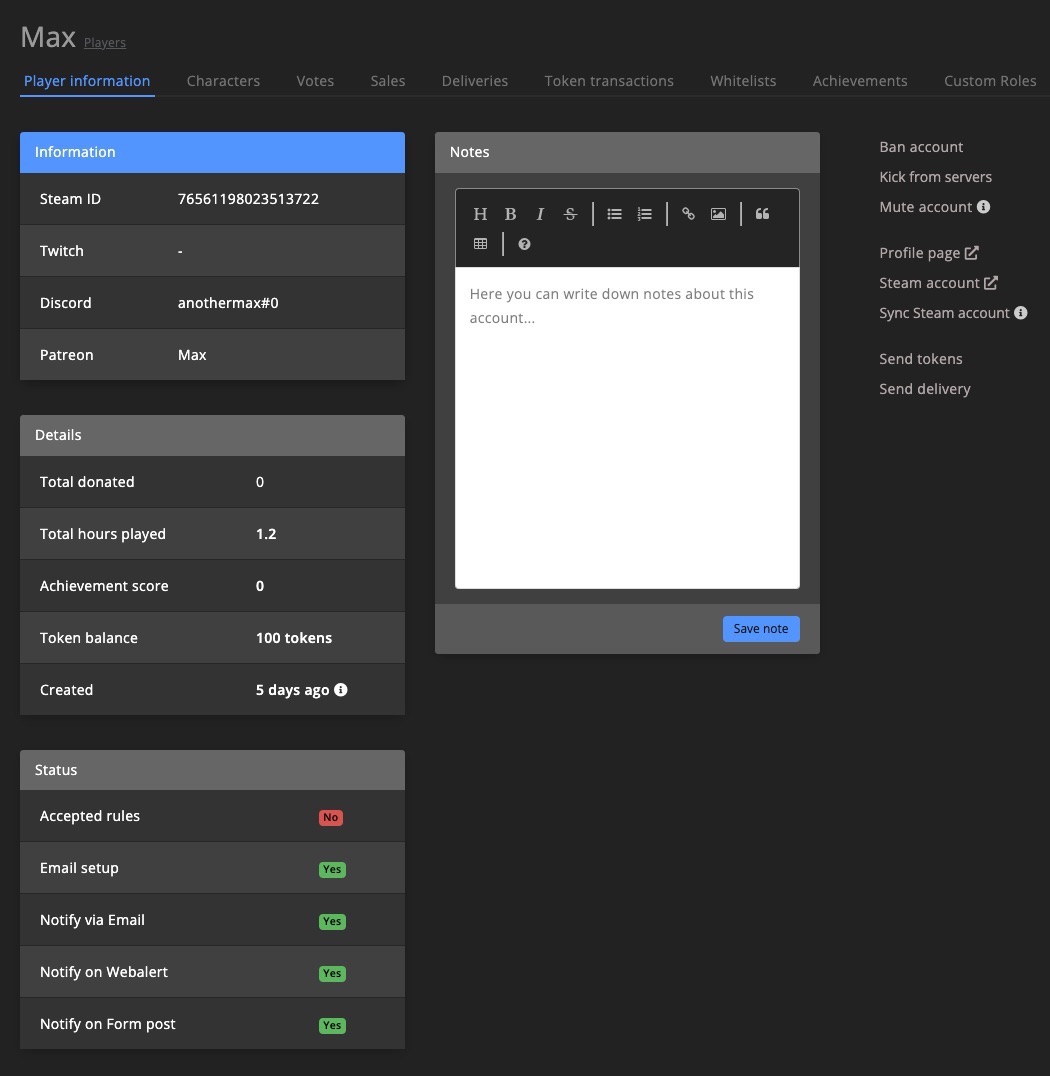 Max Players
Player information Characters Votes Sales Deliveries Token transactions Whitelists Achievements Custom Roles
Information
Steam ID 76561198023513722
Twitch -
Discord anothermax#0
Patreon Max
Details
Total donated 0
Total hours played 1.2
Achievement score 0
Token balance 100 tokens
Created 5 days ago
Status
Accepted rules No
Email setup Yes
Notify via Email Yes
Notify on Webalert Yes
Notify on Form post Yes
Notes
H B I S
Here you can write down notes about this
account...
Save note
Ban account
Kick from servers
Mute account
Profile page
Steam account
Sync Steam account
Send tokens
Send delivery